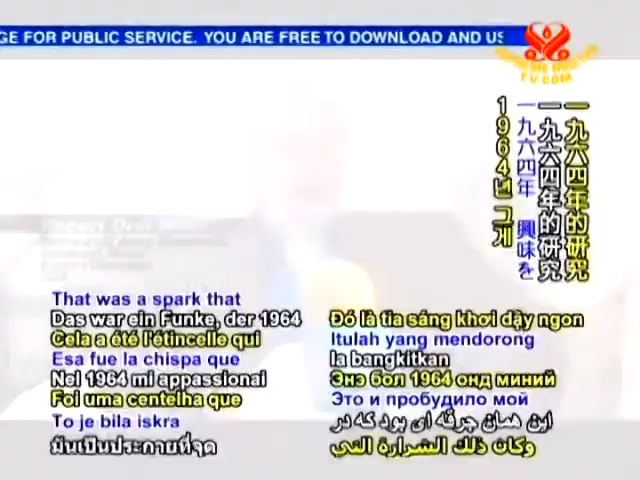 GE FOR PUBLIC SERVICE. YOU ARE FREE TO DOWNLOAD AND US
TV.COM
一九六四年的研究
一九六四年的研究
一九六四年 興味を
1964년 그게
That was a spark that
Das war ein Funke, der 1964
Cela a été l'étincelle qui
Esa fue la chispa que
Nel 1964 mi appassionai
Foi uma centelha que
To je bila iskra
มันเป็นประกายที่จุด
Đó là tia sáng khơi dậy ngọn
Itulah yang mendorong
Ia bangkitkan
Энэ бол 1964 онд миний
Это и пробудило мой
این همان جرقه ای بود که در
وكان ذلك الشرارة التي